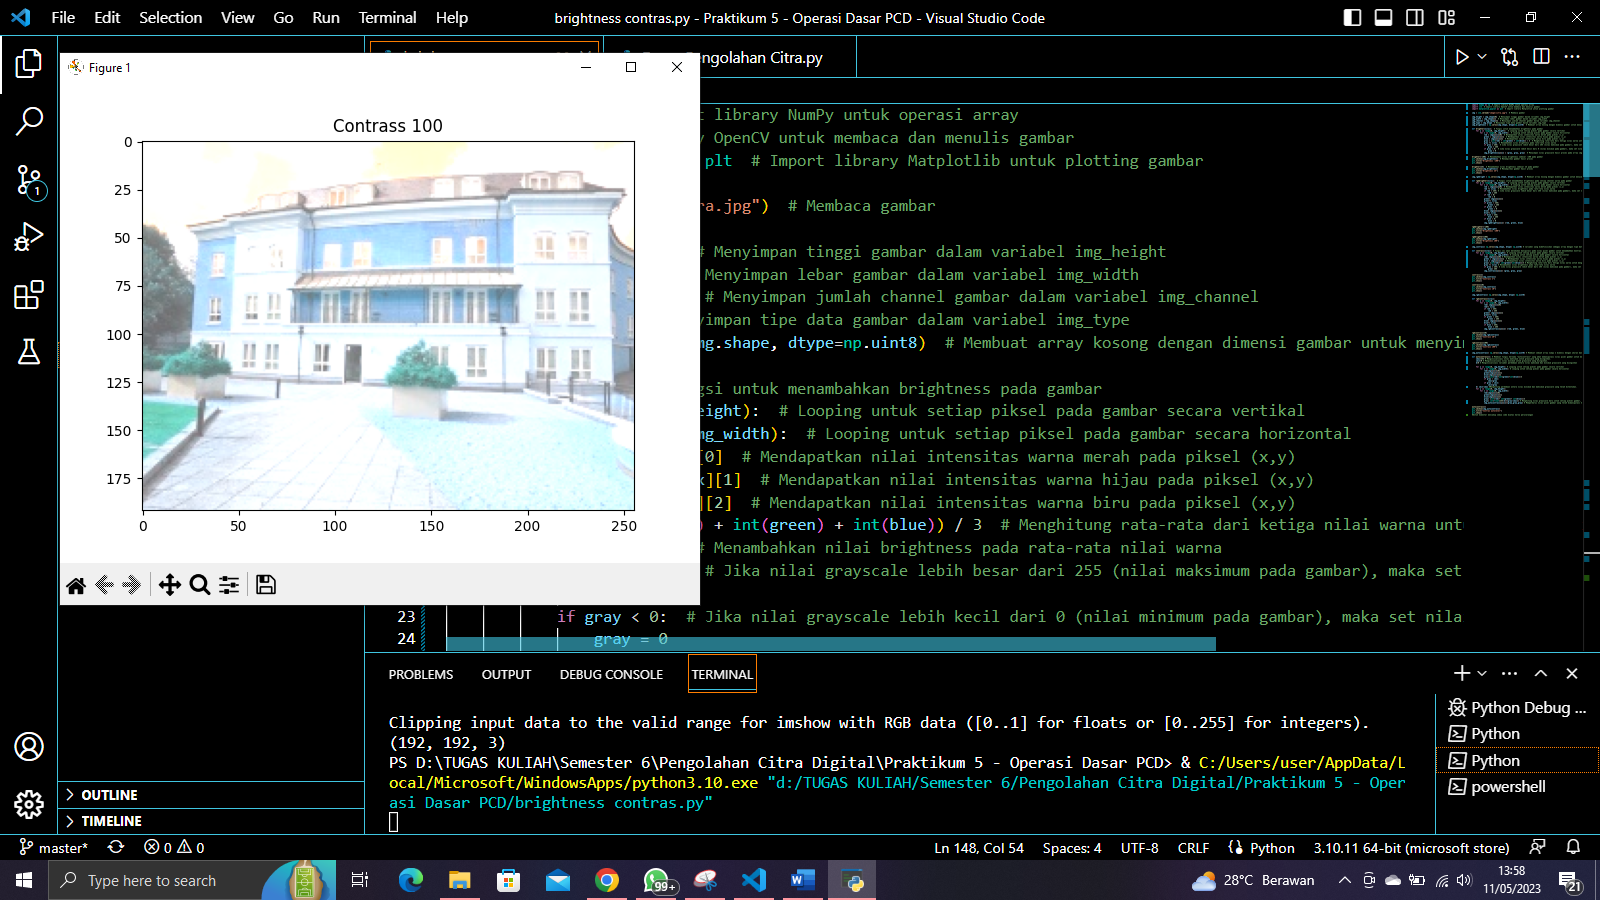 File Edit Selection View Go Run Terminal Help
brightness contras.py - Praktikum 5 - Operasi Dasar PCD - Visual Studio Code
Figure 1
ngolahan Citra.py
Contrass 100
0
25
50
75
100
125
150
175
0 50 100 150 200 250
library NumPy untuk operasi array
OpenCV untuk membaca dan menulis gambar
plt # Import library Matplotlib untuk plotting gambar
ra.jpg") # Membaca gambar
# Menyimpan tinggi gambar dalam variabel img_height
Menyimpan lebar gambar dalam variabel img_width
# Menyimpan jumlah channel gambar dalam variabel img_channel
yimpan tipe data gambar dalam variabel img_type
mg.shape, dtype=np.uint8) # Membuat array kosong dengan dimensi gambar untuk menyi
gsi untuk menambahkan brightness pada gambar
eight): # Looping untuk setiap piksel pada gambar secara vertikal
mg_width): # Looping untuk setiap piksel pada gambar secara horizontal
[0] # Mendapatkan nilai intensitas warna merah pada piksel (x,y)
x][1] # Mendapatkan nilai intensitas warna hijau pada piksel (x,y)
][2] # Mendapatkan nilai intensitas warna biru pada piksel (x,y)
) + int(green) + int(blue)) / 3 # Menghitung rata-rata dari ketiga nilai warna unt
# Menambahkan nilai brightness pada rata-rata nilai warna
# Jika nilai grayscale lebih besar dari 255 (nilai maksimum pada gambar), maka set
23 if gray < 0: # Jika nilai grayscale lebih kecil dari 0 (nilai minimum pada gambar), maka set nila
24 gray = 0
PROBLEMS OUTPUT DEBUG CONSOLE TERMINAL
Clipping input data to the valid range for imshow with RGB data ([0..1] for floats or [0..255] for integers).
(192, 192, 3)
PS D:\TUGAS KULIAH\Semester 6\Pengolahan Citra Digital\Praktikum 5 - Operasi Dasar PCD> & C:/Users/user/AppData/L
ocal/Microsoft/WindowsApps/python3.10.exe "d:/TUGAS KULIAH/Semester 6/Pengolahan Citra Digital/Praktikum 5 - Oper
asi Dasar PCD/brightness contras.py"
Python Debug ...
Python
Python
powershell
1
OUTLINE
TIMELINE
master* 0 0 Ln 148, Col 54 Spaces: 4 UTF-8 CRLF Python 3.10.11 64-bit (microsoft store)
Type here to search 99+ 28°C Berawan 13:58
11/05/2023 21